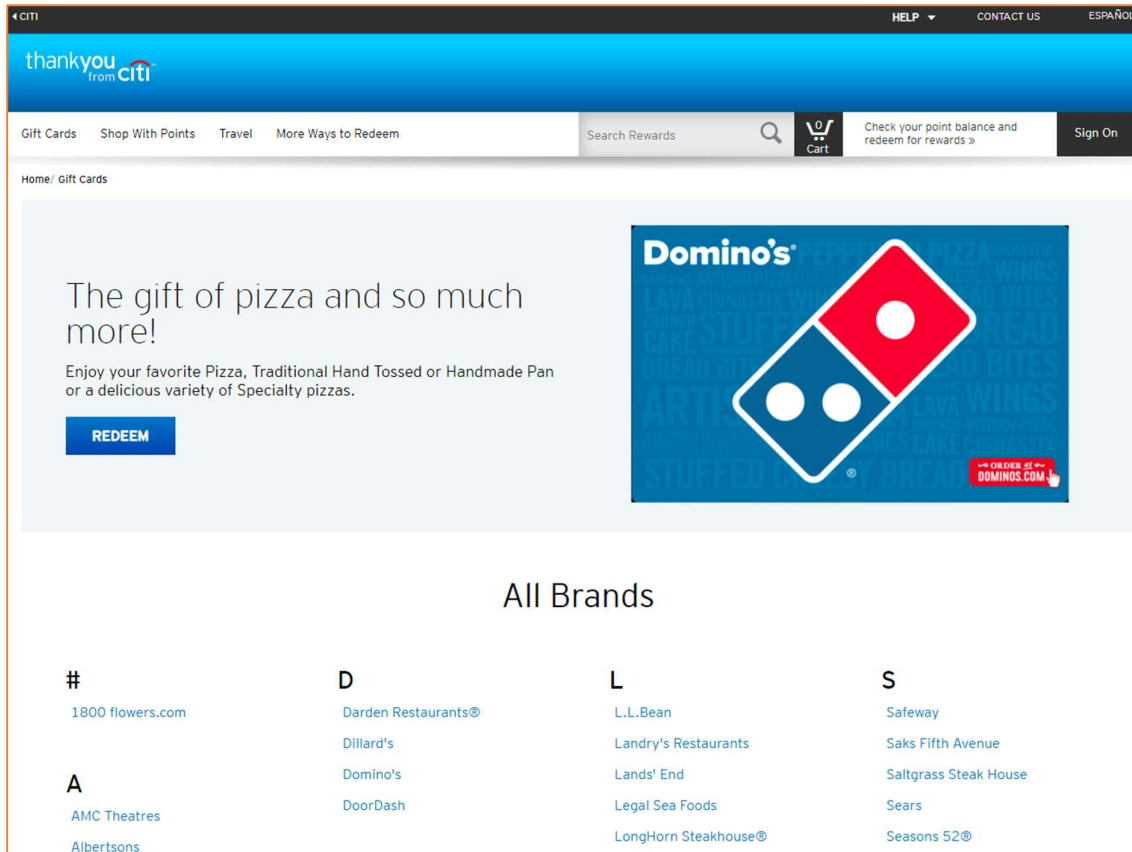 CITI
HELP
CONTACT US
ESPAÑOL
thankyou
from citi
Gift Cards
Shop With Points
Travel
More Ways to Redeem
Search Rewards
0
Cart
Check your point balance and
redeem for rewards »
Sign On
Home/ Gift Cards
The gift of pizza and so much
more!
Enjoy your favorite Pizza, Traditional Hand Tossed or Handmade Pan
or a delicious variety of Specialty pizzas.
REDEEM
Domino's®
ORDER at
DOMINOS.COM
All Brands
#
1800 flowers.com
A
AMC Theatres
Albertsons
D
Darden Restaurants®
Dillard's
Domino's
DoorDash
L
L.L.Bean
Landry's Restaurants
Lands' End
Legal Sea Foods
LongHorn Steakhouse®
S
Safeway
Saks Fifth Avenue
Saltgrass Steak House
Sears
Seasons 52®